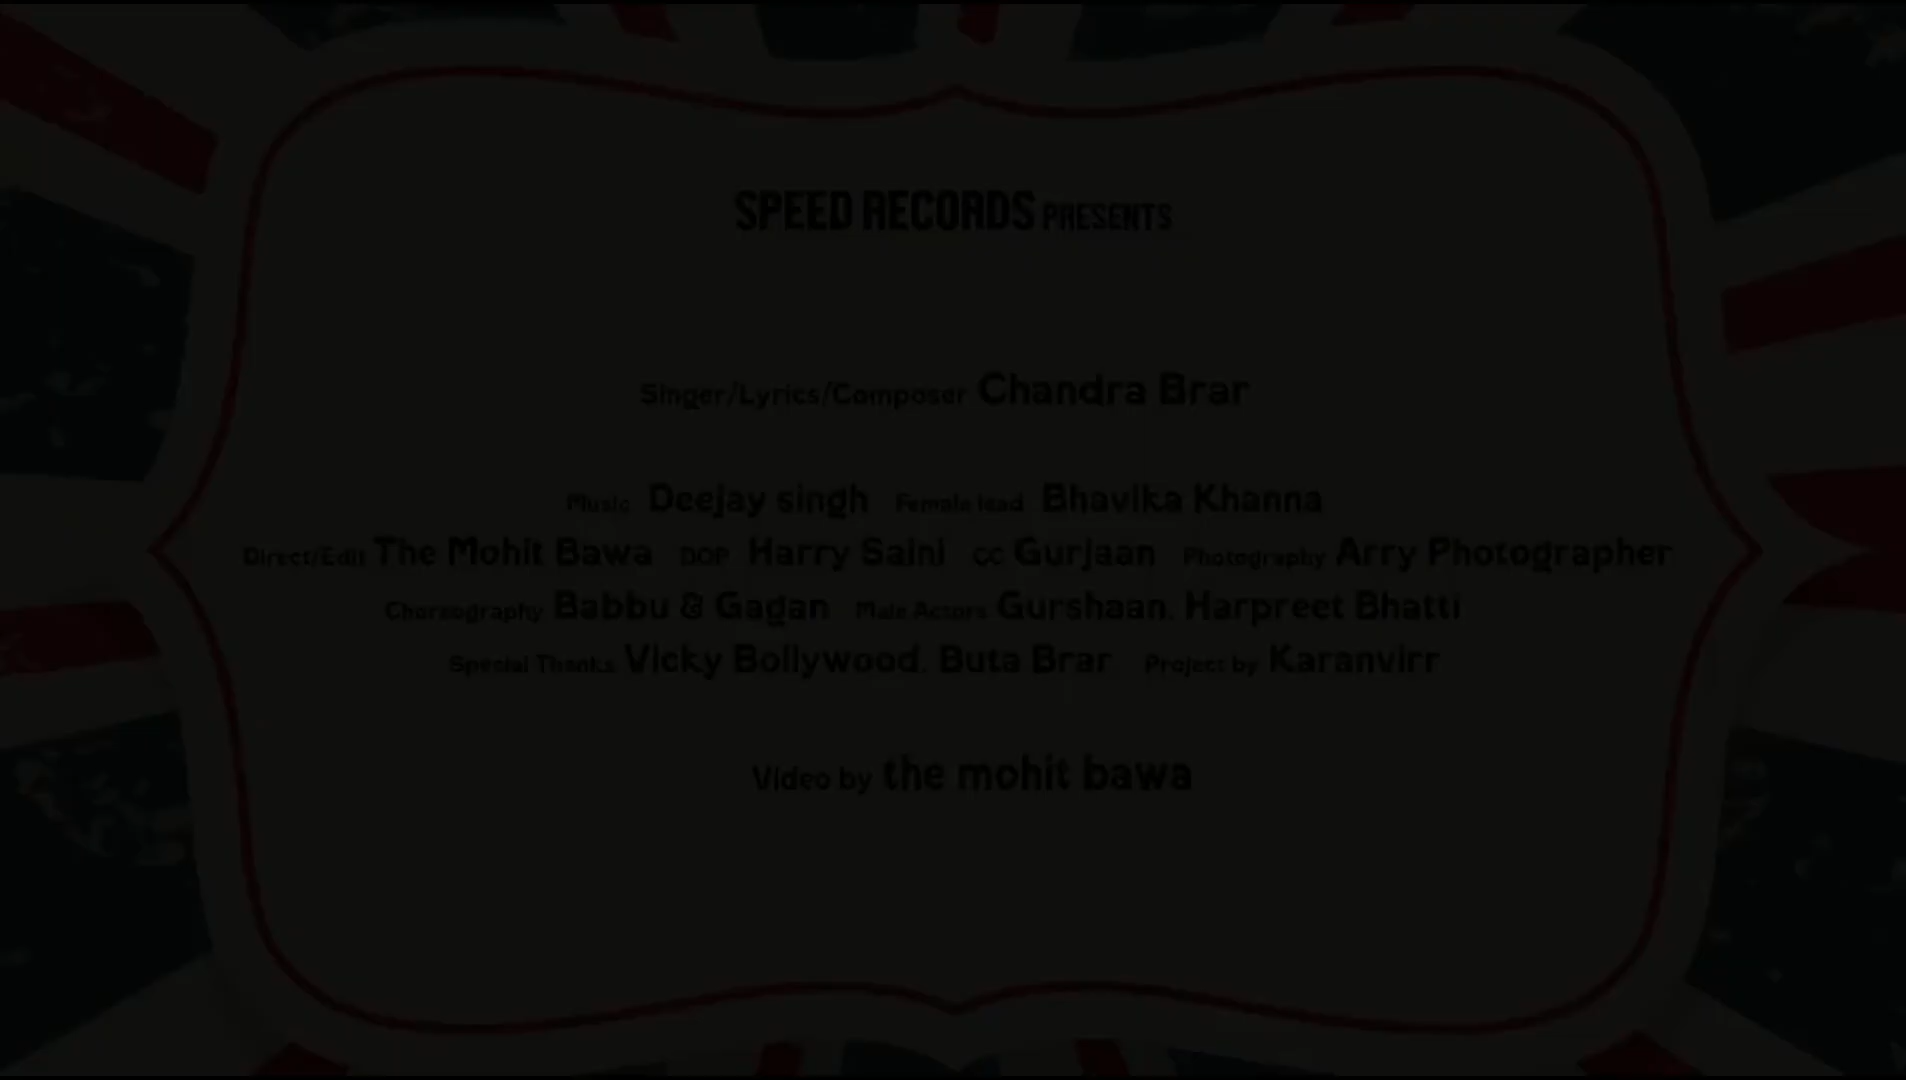 SPEED RECORDS PRESENTS
Singer/Lyrics/Composer Chandra Brar
Music Deejay singh Female lead Bhavika Khanna
Direct/Edit The Mohit Bawa DOP Harry Saini CC Gurjaan Photography Arry Photographer
Choreography Babbu & Gagan Male Actors Gurshaan, Harpreet Bhatti
Special Thanks Vicky Bollywood, Buta Brar Project by Karanvirr
Video by the mohit bawa